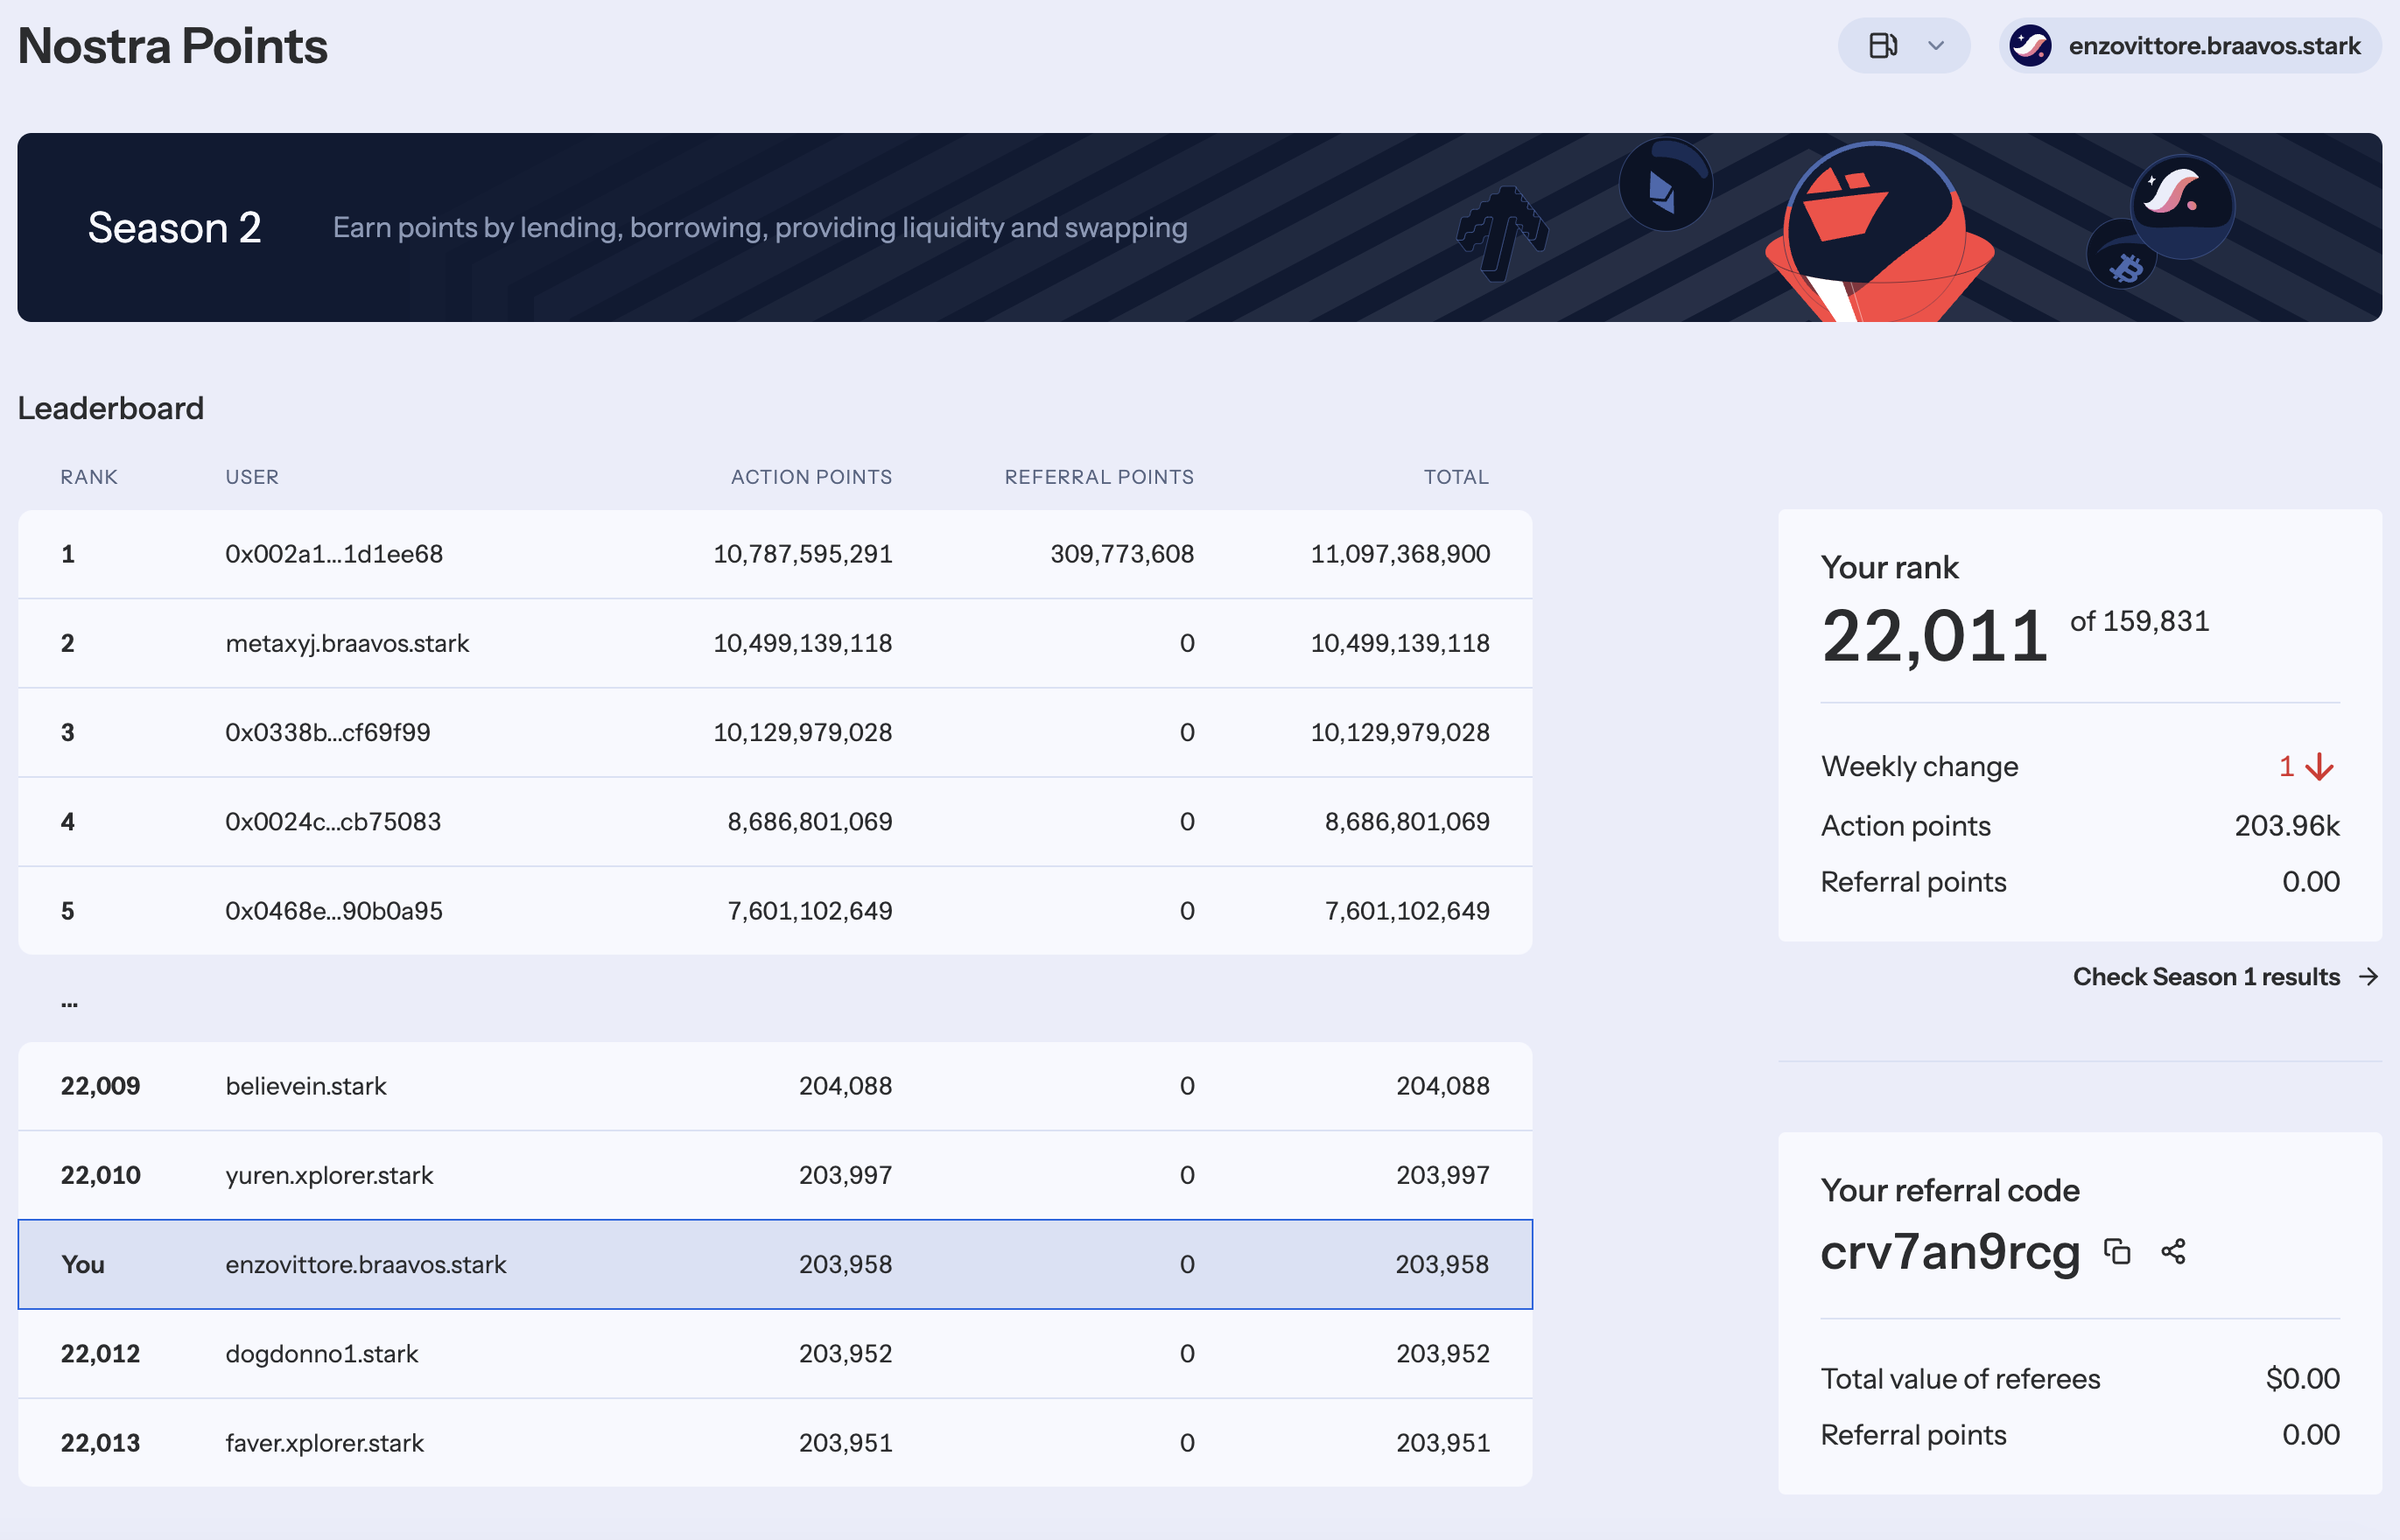 Nostra Points
enzovittore.braavos.stark
Season 2
Earn points by lending, borrowing, providing liquidity and swapping
Leaderboard
RANK USER ACTION POINTS REFERRAL POINTS TOTAL
1 0x002a1...1d1ee68 10,787,595,291 309,773,608 11,097,368,900
2 metaxyj.braavos.stark 10,499,139,118 0 10,499,139,118
3 0x0338b...cf69f99 10,129,979,028 0 10,129,979,028
4 0x0024c...cb75083 8,686,801,069 0 8,686,801,069
5 0x0468e...90b0a95 7,601,102,649 0 7,601,102,649
...
22,009 believein.stark 204,088 0 204,088
22,010 yuren.xplorer.stark 203,997 0 203,997
You enzovittore.braavos.stark 203,958 0 203,958
22,012 dogdonno1.stark 203,952 0 203,952
22,013 faver.xplorer.stark 203,951 0 203,951
Your rank
22,011 of 159,831
Weekly change 1
Action points 203.96k
Referral points 0.00
Check Season 1 results
Your referral code
crv7an9rcg
Total value of referees $0.00
Referral points 0.00